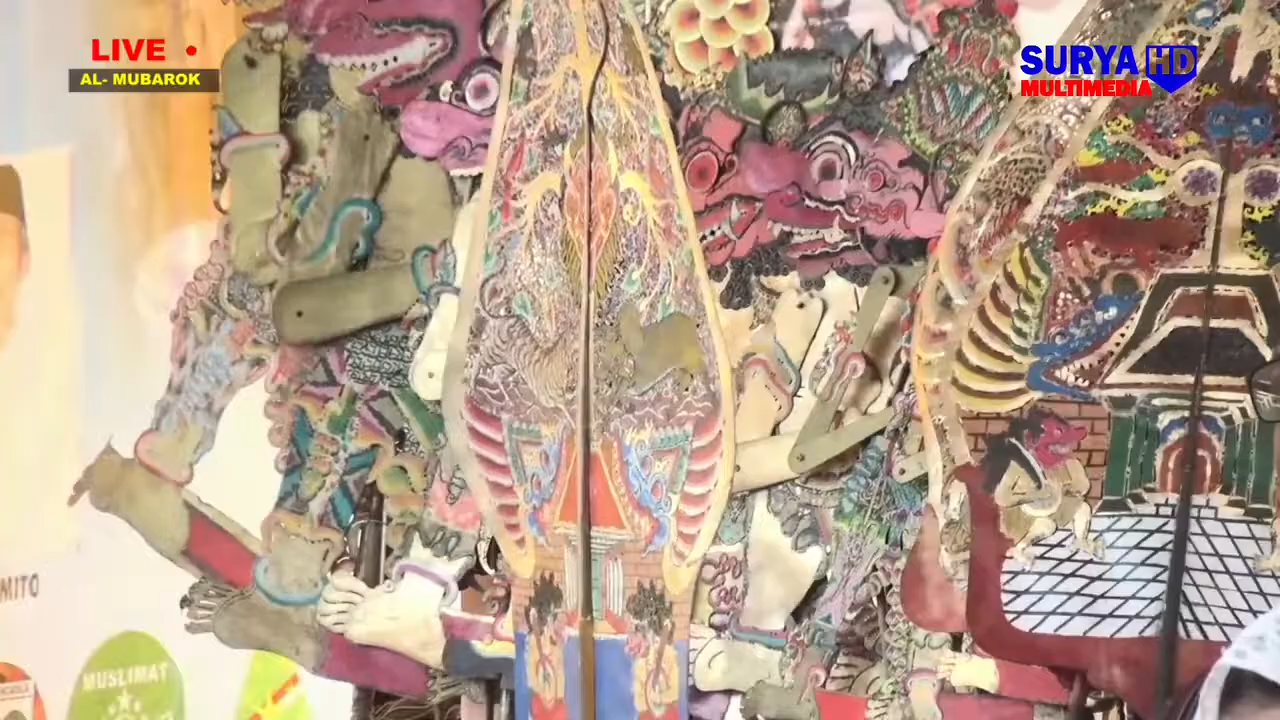 LIVE
AL- MUBAROK
SURYA HD
MULTIMEDIA
MITO
MUSLIMAT